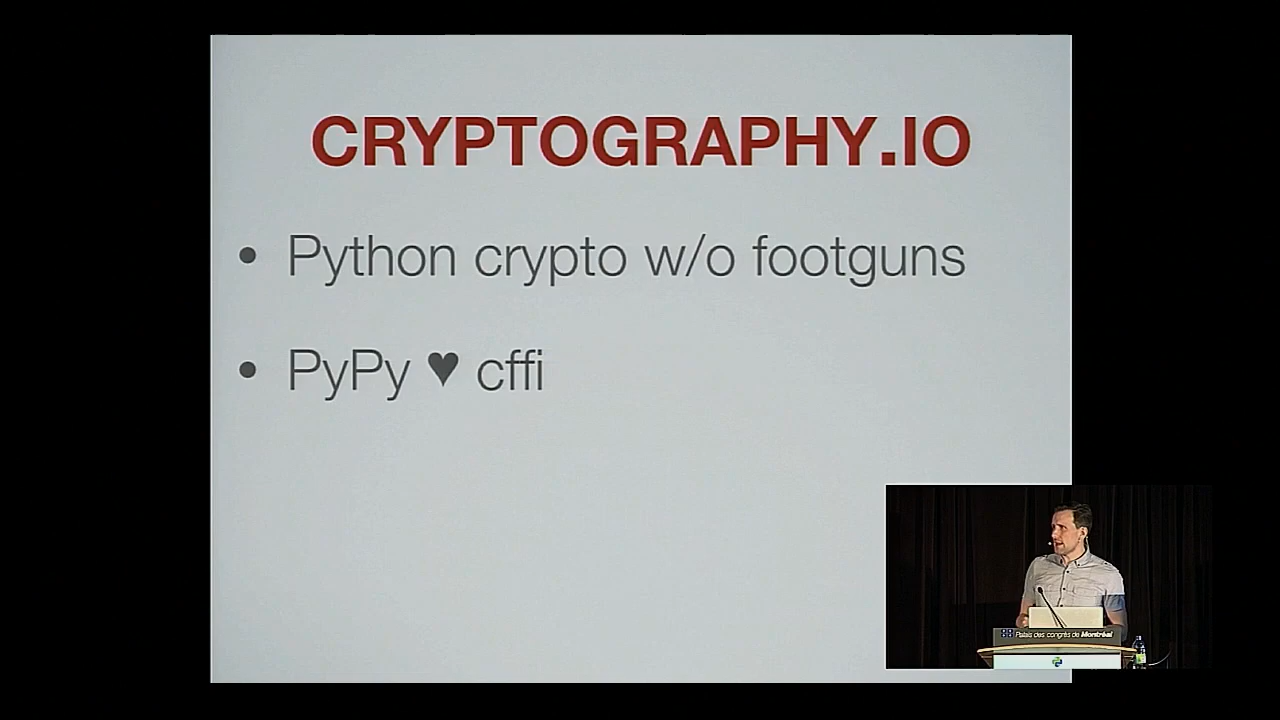 CRYPTOGRAPHY.IO
• Python crypto w/o footguns
• PyPy ♥ cffi
Palais des congrès de Montréal